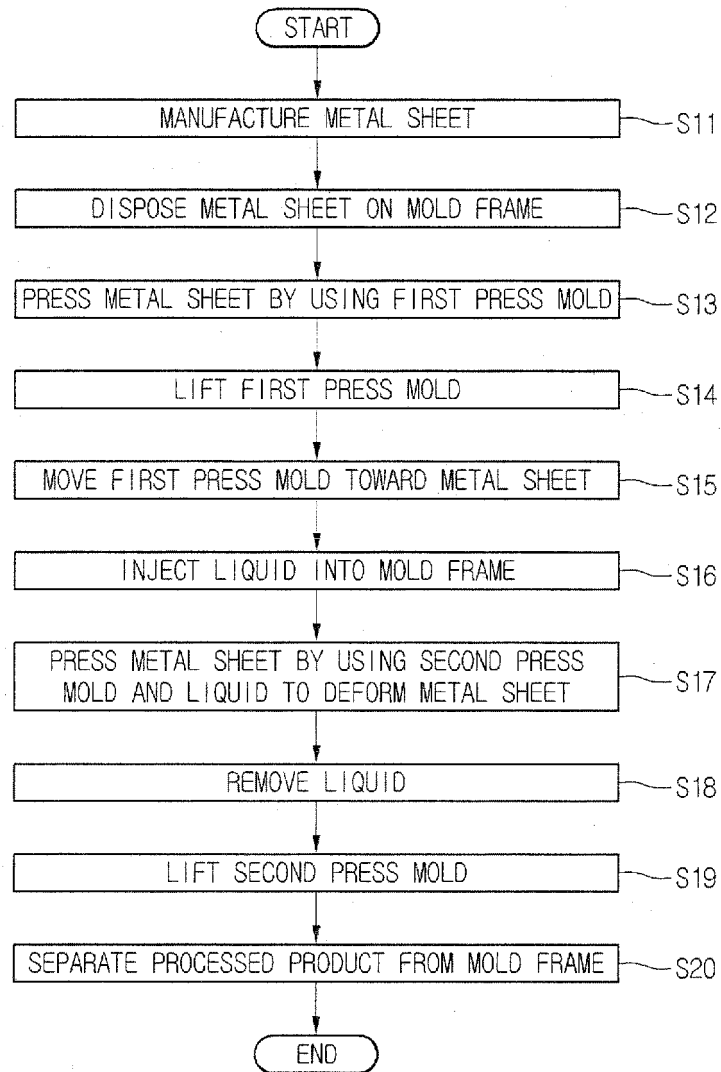 START
MANUFACTURE METAL SHEET
S11
DISPOSE METAL SHEET ON MOLD FRAME
S12
PRESS METAL SHEET BY USING FIRST PRESS MOLD
S13
LIFT FIRST PRESS MOLD
S14
MOVE FIRST PRESS MOLD TOWARD METAL SHEET
S15
INJECT LIQUID INTO MOLD FRAME
S16
PRESS METAL SHEET BY USING SECOND PRESS
MOLD AND LIQUID TO DEFORM METAL SHEET
S17
REMOVE LIQUID
S18
LIFT SECOND PRESS MOLD
S19
SEPARATE PROCESSED PRODUCT FROM MOLD FRAME
S20
END